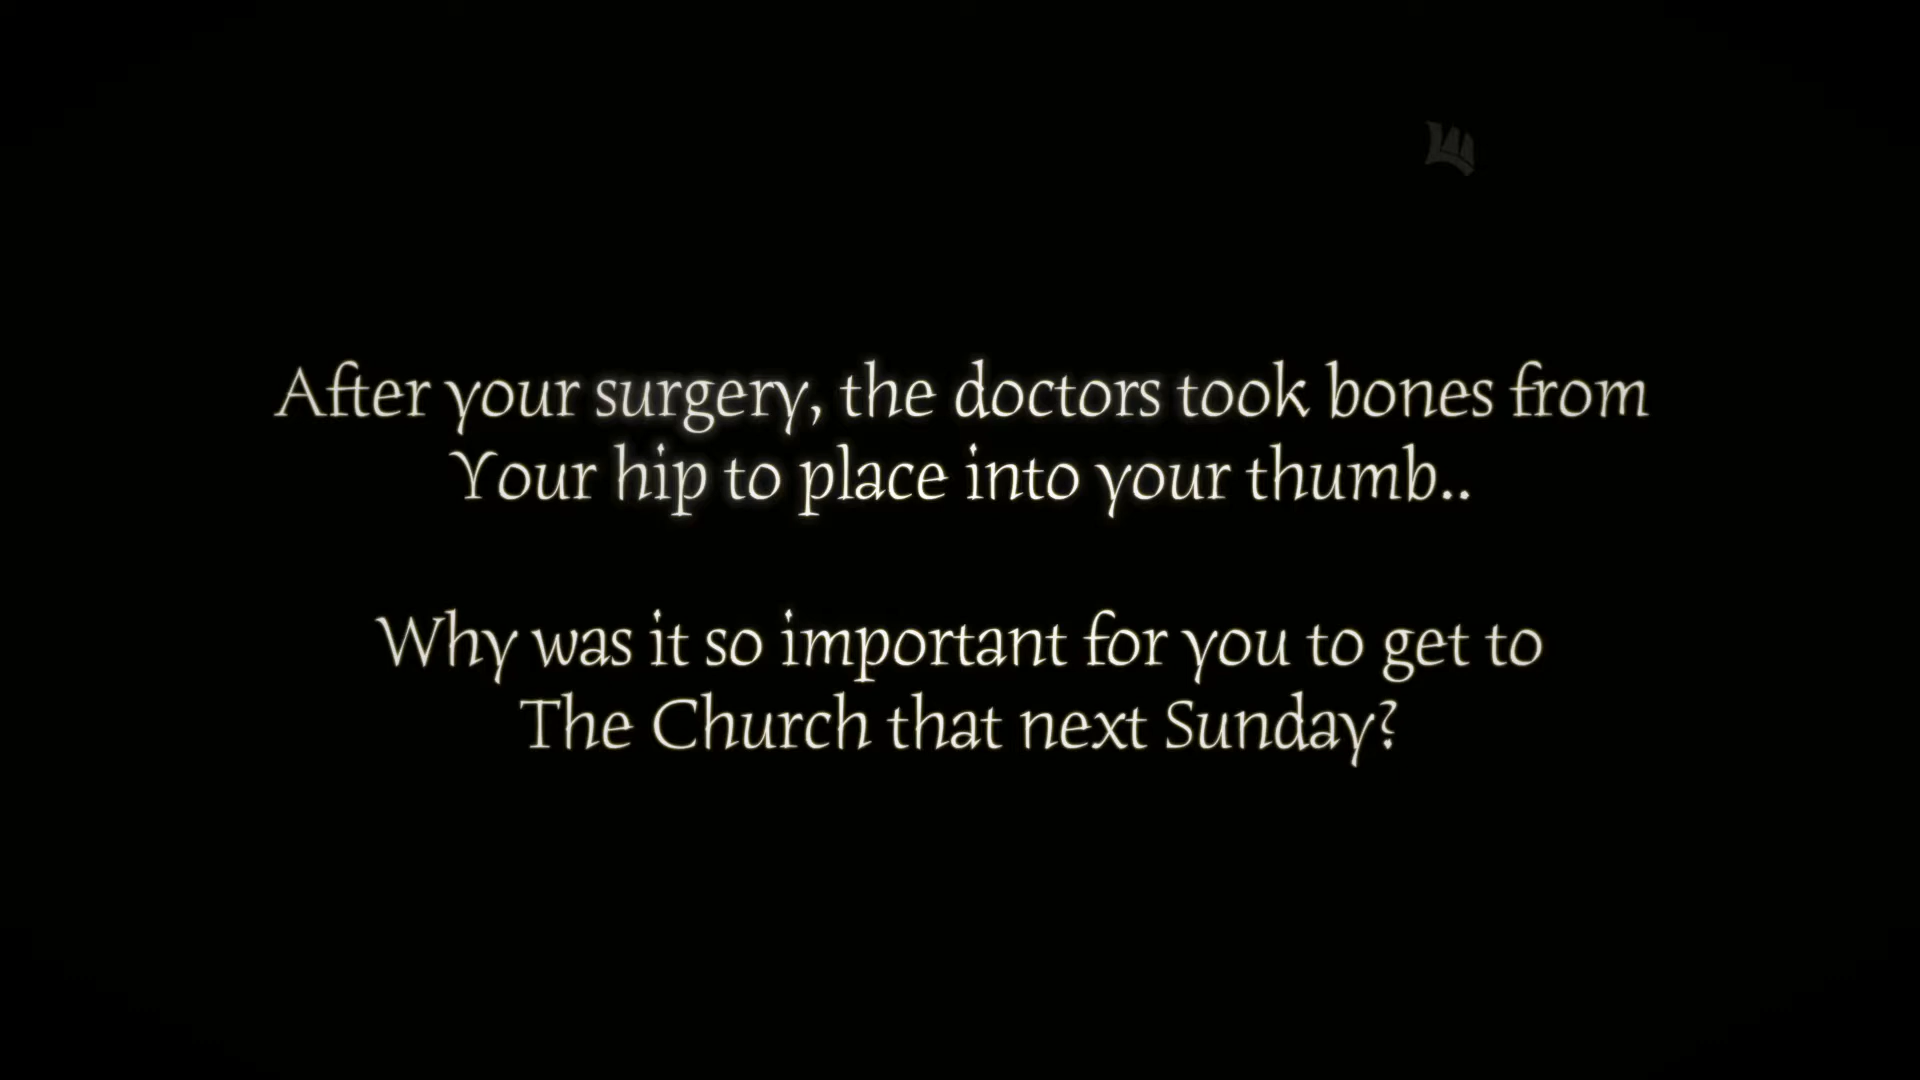 After your surgery, the doctors took bones from
Your hip to place into your thumb..
Why was it so important for you to get to
The Church that next Sunday?